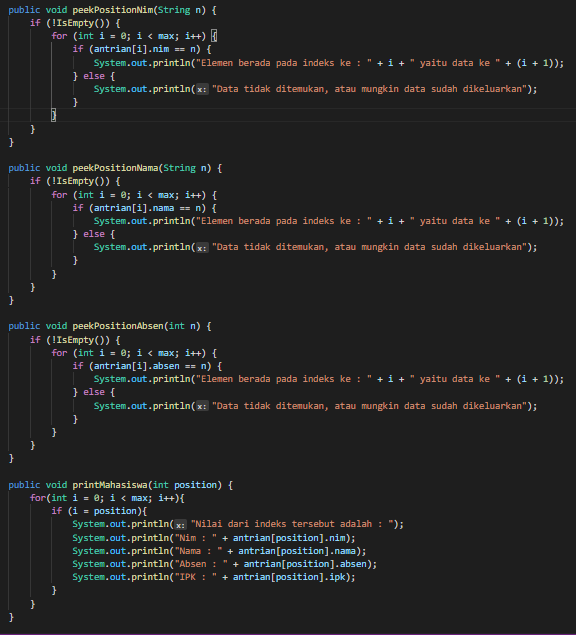 public void peekPositionNim(String n) {
if (!IsEmpty()) {
for (int i = 0; i < max; i++) {
if (antrian[i].nim == n) {
System.out.println("Elemen berada pada indeks ke : " + i + " yaitu data ke " + (i + 1));
} else {
System.out.println(x: "Data tidak ditemukan, atau mungkin data sudah dikeluarkan");
}
}
}
}
public void peekPositionNama(String n) {
if (!IsEmpty()) {
for (int i = 0; i < max; i++) {
if (antrian[i].nama == n) {
System.out.println("Elemen berada pada indeks ke : " + i + " yaitu data ke " + (i + 1));
} else {
System.out.println(x: "Data tidak ditemukan, atau mungkin data sudah dikeluarkan");
}
}
}
}
public void peekPositionAbsen(int n) {
if (!IsEmpty()) {
for (int i = 0; i < max; i++) {
if (antrian[i].absen == n) {
System.out.println("Elemen berada pada indeks ke : " + i + " yaitu data ke " + (i + 1));
} else {
System.out.println(x: "Data tidak ditemukan, atau mungkin data sudah dikeluarkan");
}
}
}
}
public void printMahasiswa(int position) {
for(int i = 0; i < max; i++){
if (i = position){
System.out.println(x: "Nilai dari indeks tersebut adalah : ");
System.out.println("Nim : " + antrian[position].nim);
System.out.println("Nama : " + antrian[position].nama);
System.out.println("Absen : " + antrian[position].absen);
System.out.println("IPK : " + antrian[position].ipk);
}
}
}